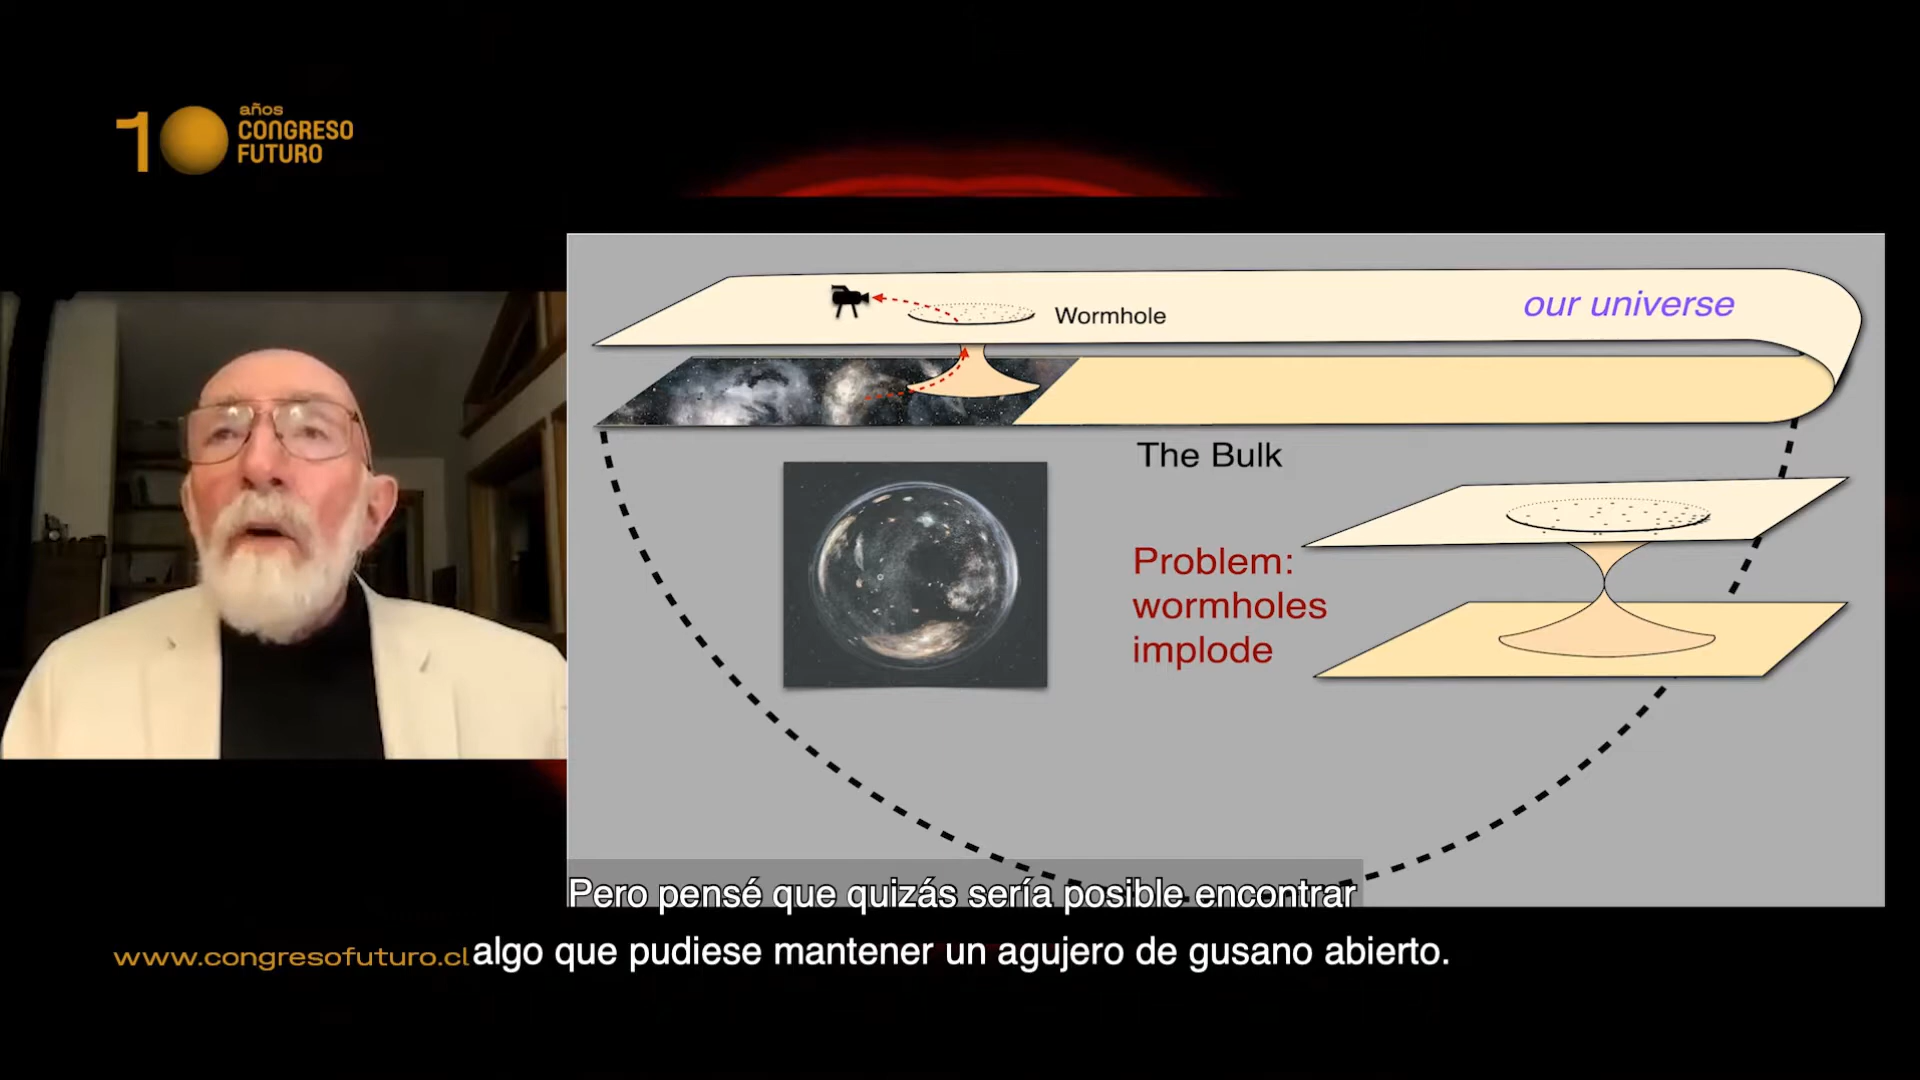 10 años
CONGRESO
FUTURO
Wormhole
our universe
The Bulk
Problem:
wormholes
implode
Pero pensé que quizás sería posible encontrar
algo que pudiese mantener un agujero de gusano abierto.
www.congresofuturo.cl